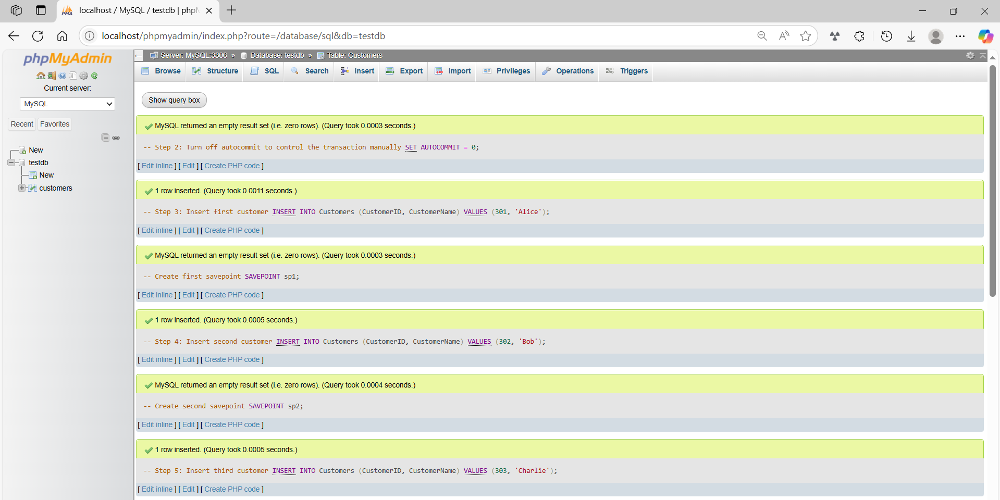 localhost / MySQL / testdb | php
localhost/phpmyadmin/index.php?route=/database/sql&db=testdb
phpMyAdmin
Current server:
MySQL
Recent Favorites
New
testdb
New
customers
Server: MySQL:3306 » Database: testdb » Table: Customers
Browse Structure SQL Search Insert Export Import Privileges Operations Triggers
Show query box
MySQL returned an empty result set (i.e. zero rows). (Query took 0.0003 seconds.)
-- Step 2: Turn off autocommit to control the transaction manually SET AUTOCOMMIT = 0;
[ Edit inline ] [ Edit ] [ Create PHP code ]
1 row inserted. (Query took 0.0011 seconds.)
-- Step 3: Insert first customer INSERT INTO Customers (CustomerID, CustomerName) VALUES (301, 'Alice');
[ Edit inline ] [ Edit ] [ Create PHP code ]
MySQL returned an empty result set (i.e. zero rows). (Query took 0.0003 seconds.)
-- Create first savepoint SAVEPOINT sp1;
[ Edit inline ] [ Edit ] [ Create PHP code ]
1 row inserted. (Query took 0.0005 seconds.)
-- Step 4: Insert second customer INSERT INTO Customers (CustomerID, CustomerName) VALUES (302, 'Bob');
[ Edit inline ] [ Edit ] [ Create PHP code ]
MySQL returned an empty result set (i.e. zero rows). (Query took 0.0004 seconds.)
-- Create second savepoint SAVEPOINT sp2;
[ Edit inline ] [ Edit ] [ Create PHP code ]
1 row inserted. (Query took 0.0005 seconds.)
-- Step 5: Insert third customer INSERT INTO Customers (CustomerID, CustomerName) VALUES (303, 'Charlie');
[ Edit inline ] [ Edit ] [ Create PHP code ]